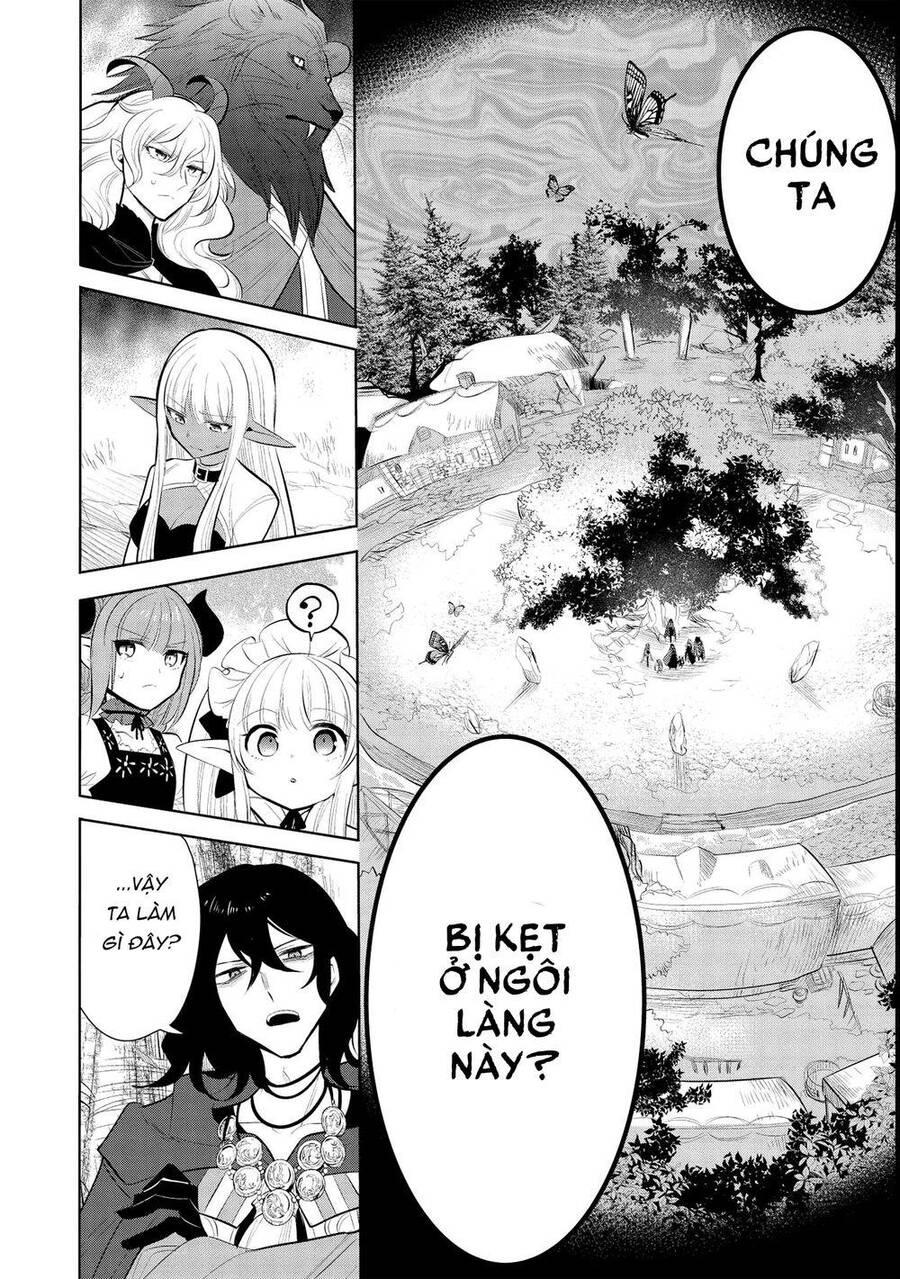 CHÚNG
TA
BỊ KẸT
Ở NGÔI
LÀNG
NÀY?
?
...VẬY
TA LÀM
GÌ ĐÂY?